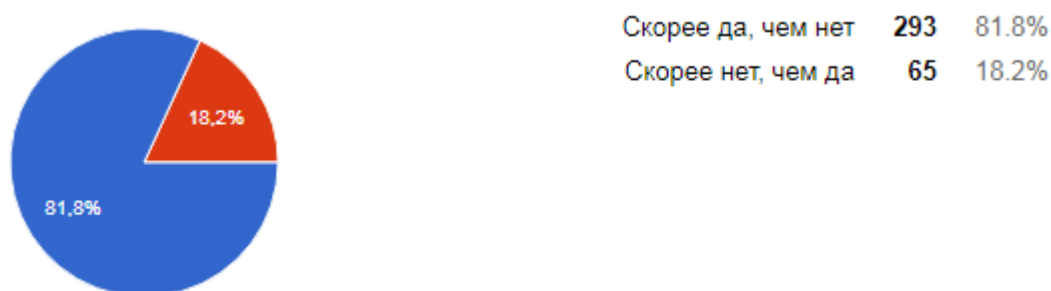 Скорее да, чем нет 293 81.8%
Скорее нет, чем да 65 18.2%
18,2%
81,8%